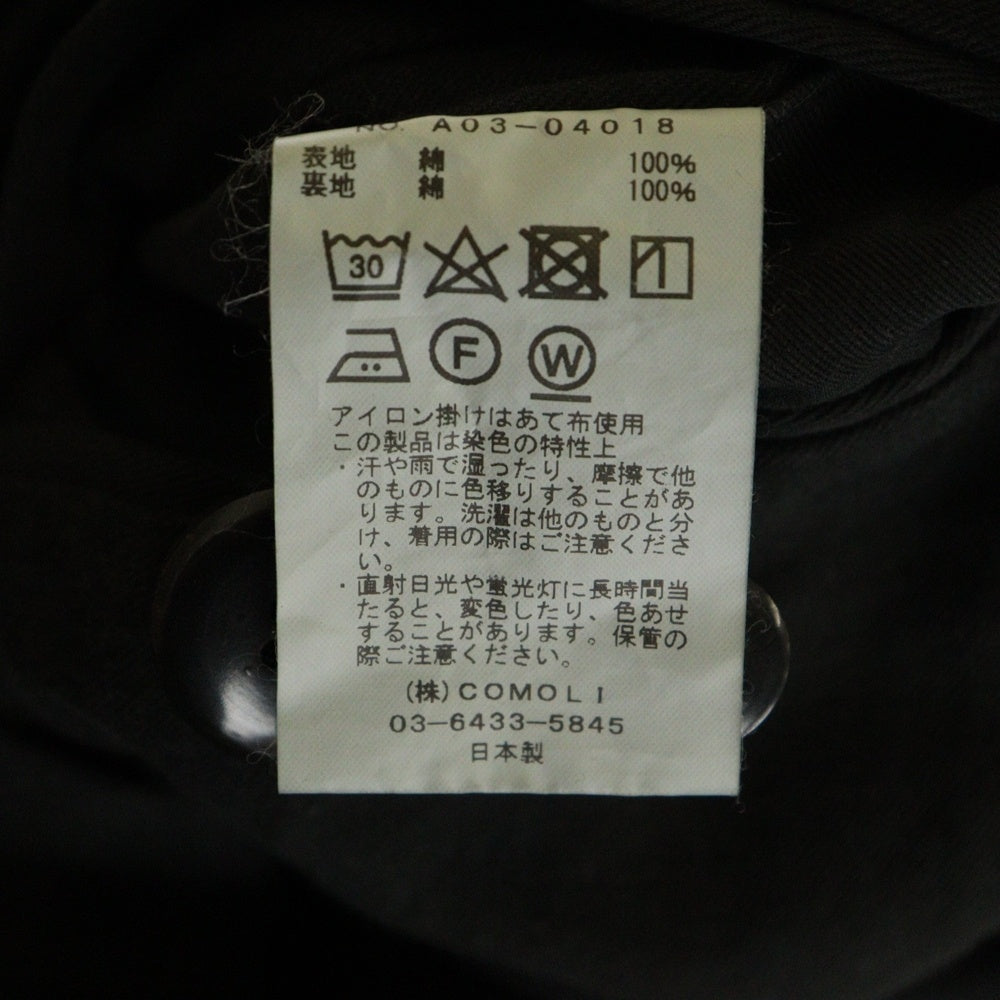 NO. A03-04018
表地 綿 100%
裏地 綿 100%
30
F W
アイロン掛けはあて布使用
この製品は染色の特性上
・汗や雨で湿ったり、摩擦で他
のものに色移りすることがあ
ります。洗濯は他のものと分
け、着用の際はご注意くださ
い。
・直射日光や蛍光灯に長時間当
たると、変色したり、色あせ
することがあります。保管の
際ご注意ください。
(株)COMOLI
03-6433-5845
日本製